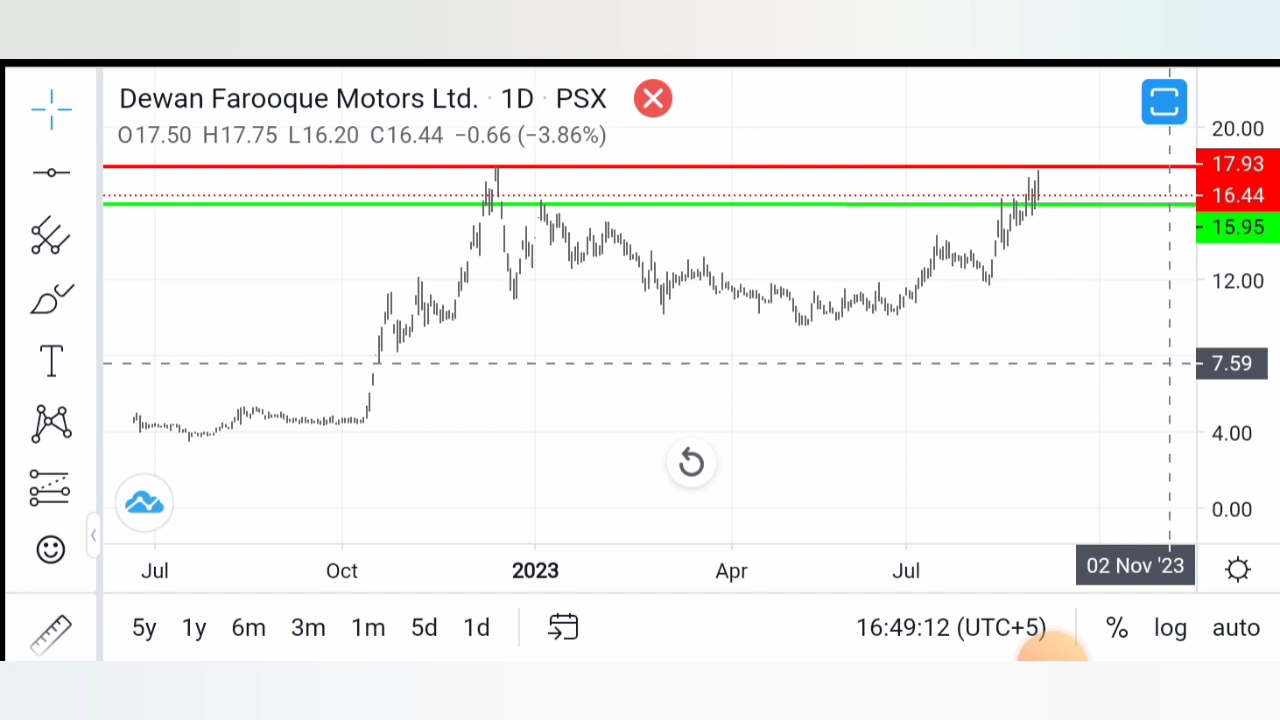 Dewan Farooque Motors Ltd. · 1D · PSX
O17.50 H17.75 L16.20 C16.44 −0.66 (−3.86%)
20.00
17.93
16.44
15.95
12.00
7.59
4.00
0.00
T
Jul Oct 2023 Apr Jul 02 Nov '23
5y 1y 6m 3m 1m 5d 1d 16:49:12 (UTC+5) % log auto